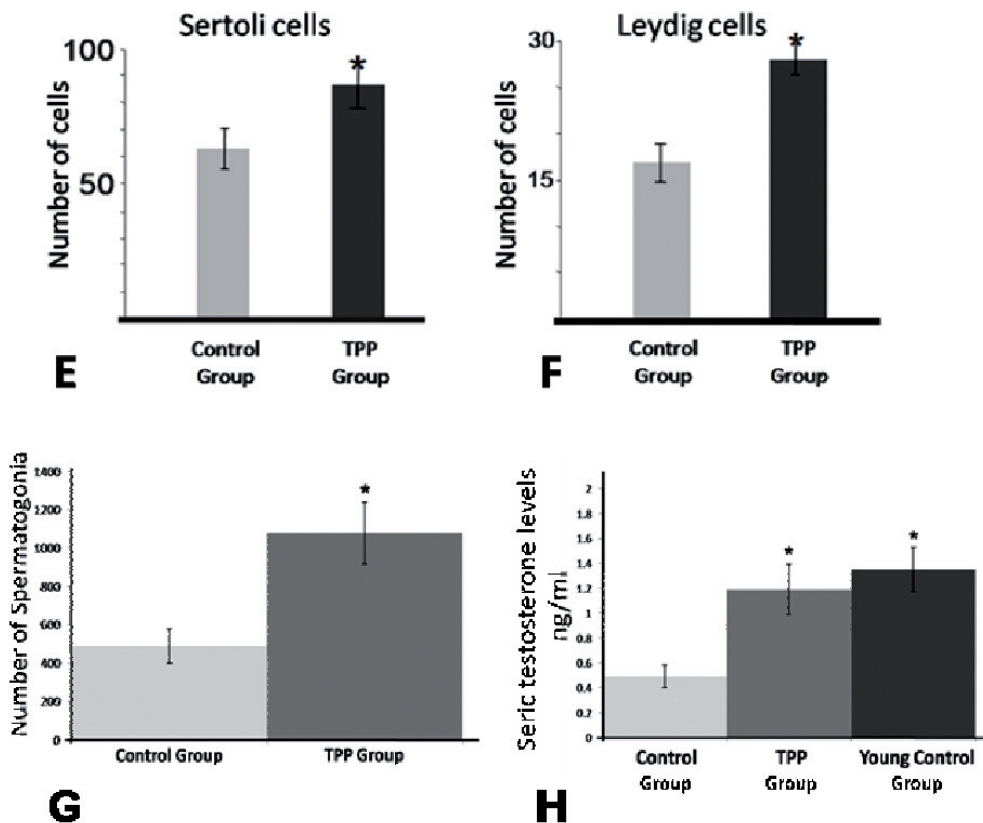 Sertoli cells
Number of cells
100
50
*
Control
Group
TPP
Group
E
Leydig cells
Number of cells
30
15
*
Control
Group
TPP
Group
F
Number of Spermatogonia
1400
1200
1000
800
600
400
200
0
*
Control Group
TPP Group
G
Seric testosterone levels
ng/ml
2
1.8
1.6
1.4
1.2
1
0.8
0.6
0.4
0.2
0
*
*
Control
Group
TPP
Group
Young Control
Group
H